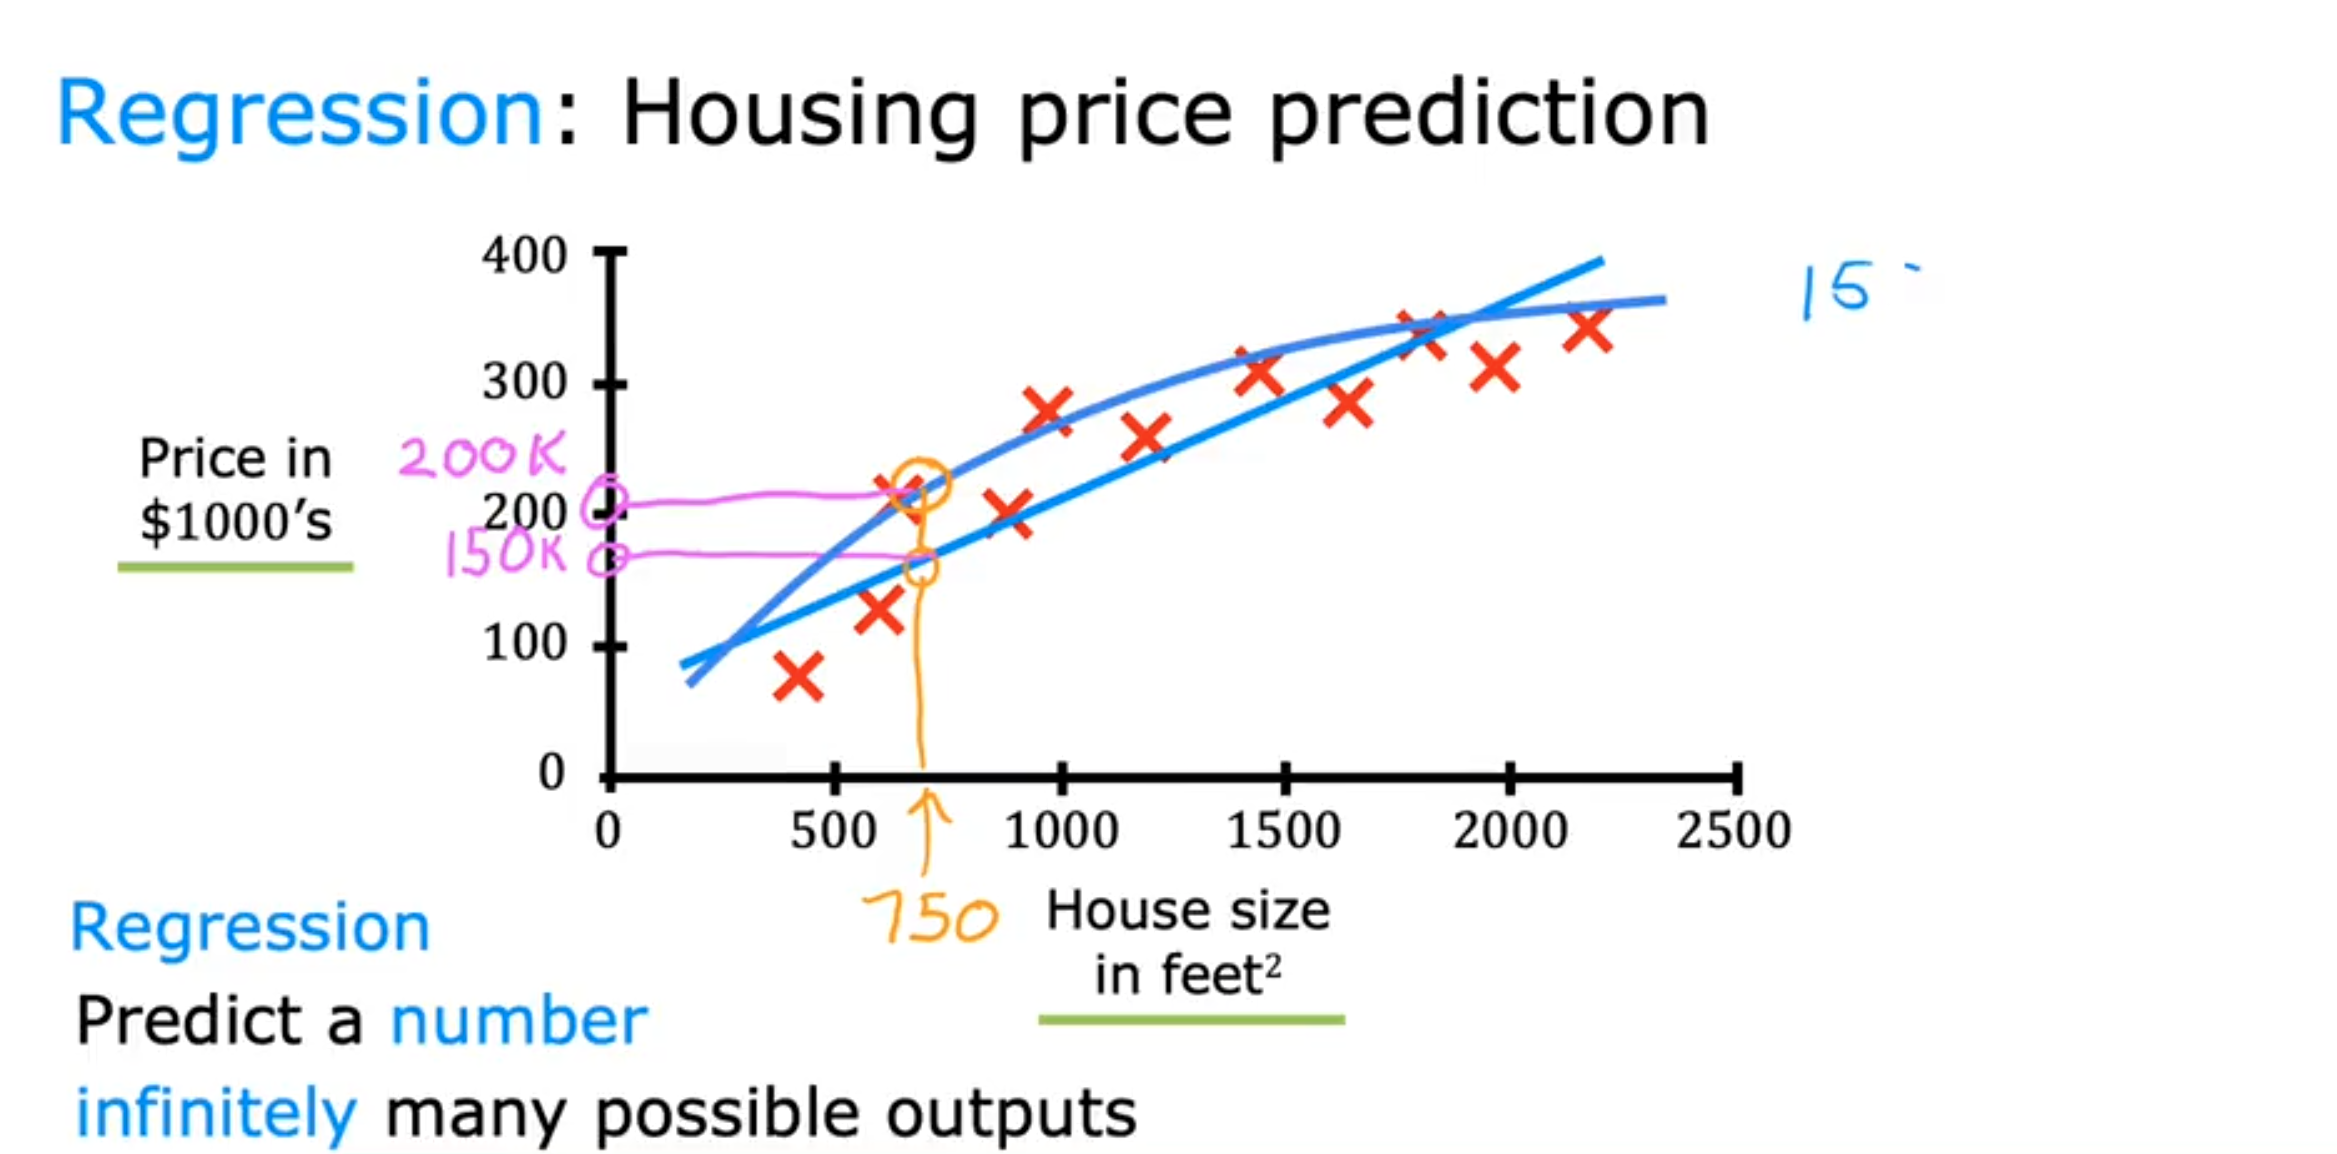 Regression: Housing price prediction
400
300
200
100
0
Price in
$1000's
200K
150K
15
0 500 1000 1500 2000 2500
750
House size
in feet²
Regression
Predict a number
infinitely many possible outputs